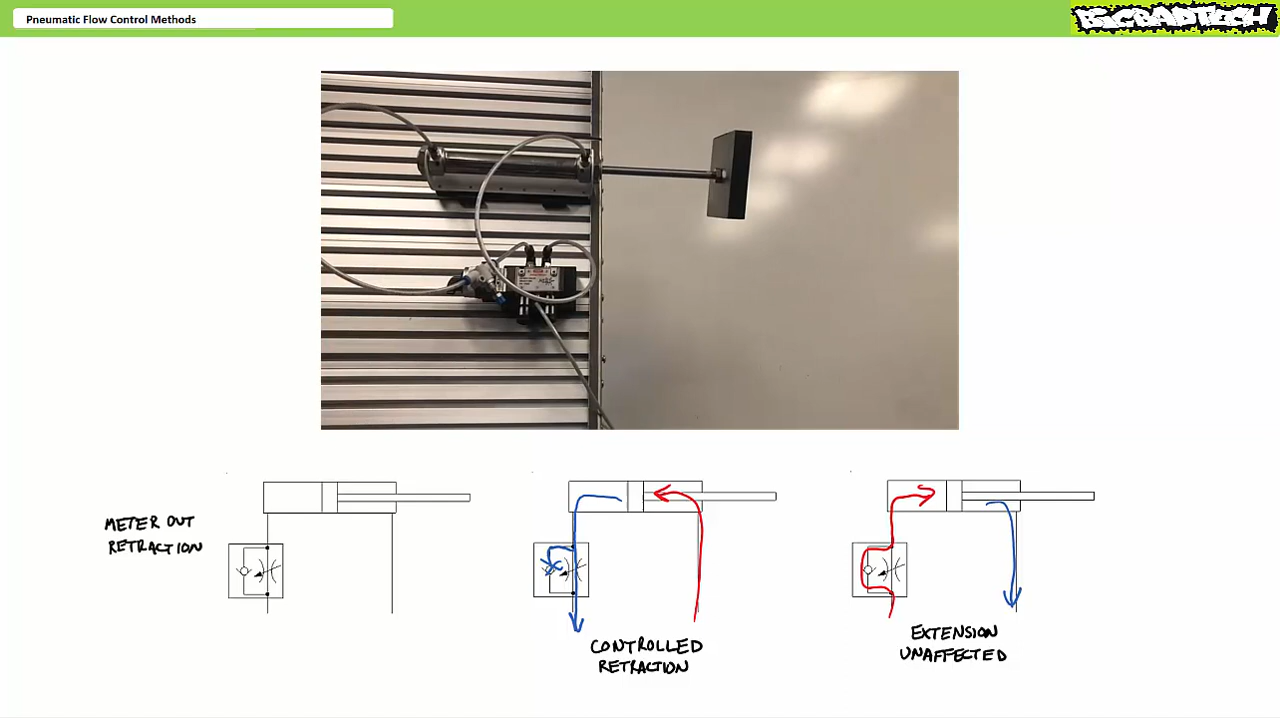 Pneumatic Flow Control Methods
BIGBADTECH
METER OUT
RETRACTION
CONTROLLED
RETRACTION
EXTENSION
UNAFFECTED